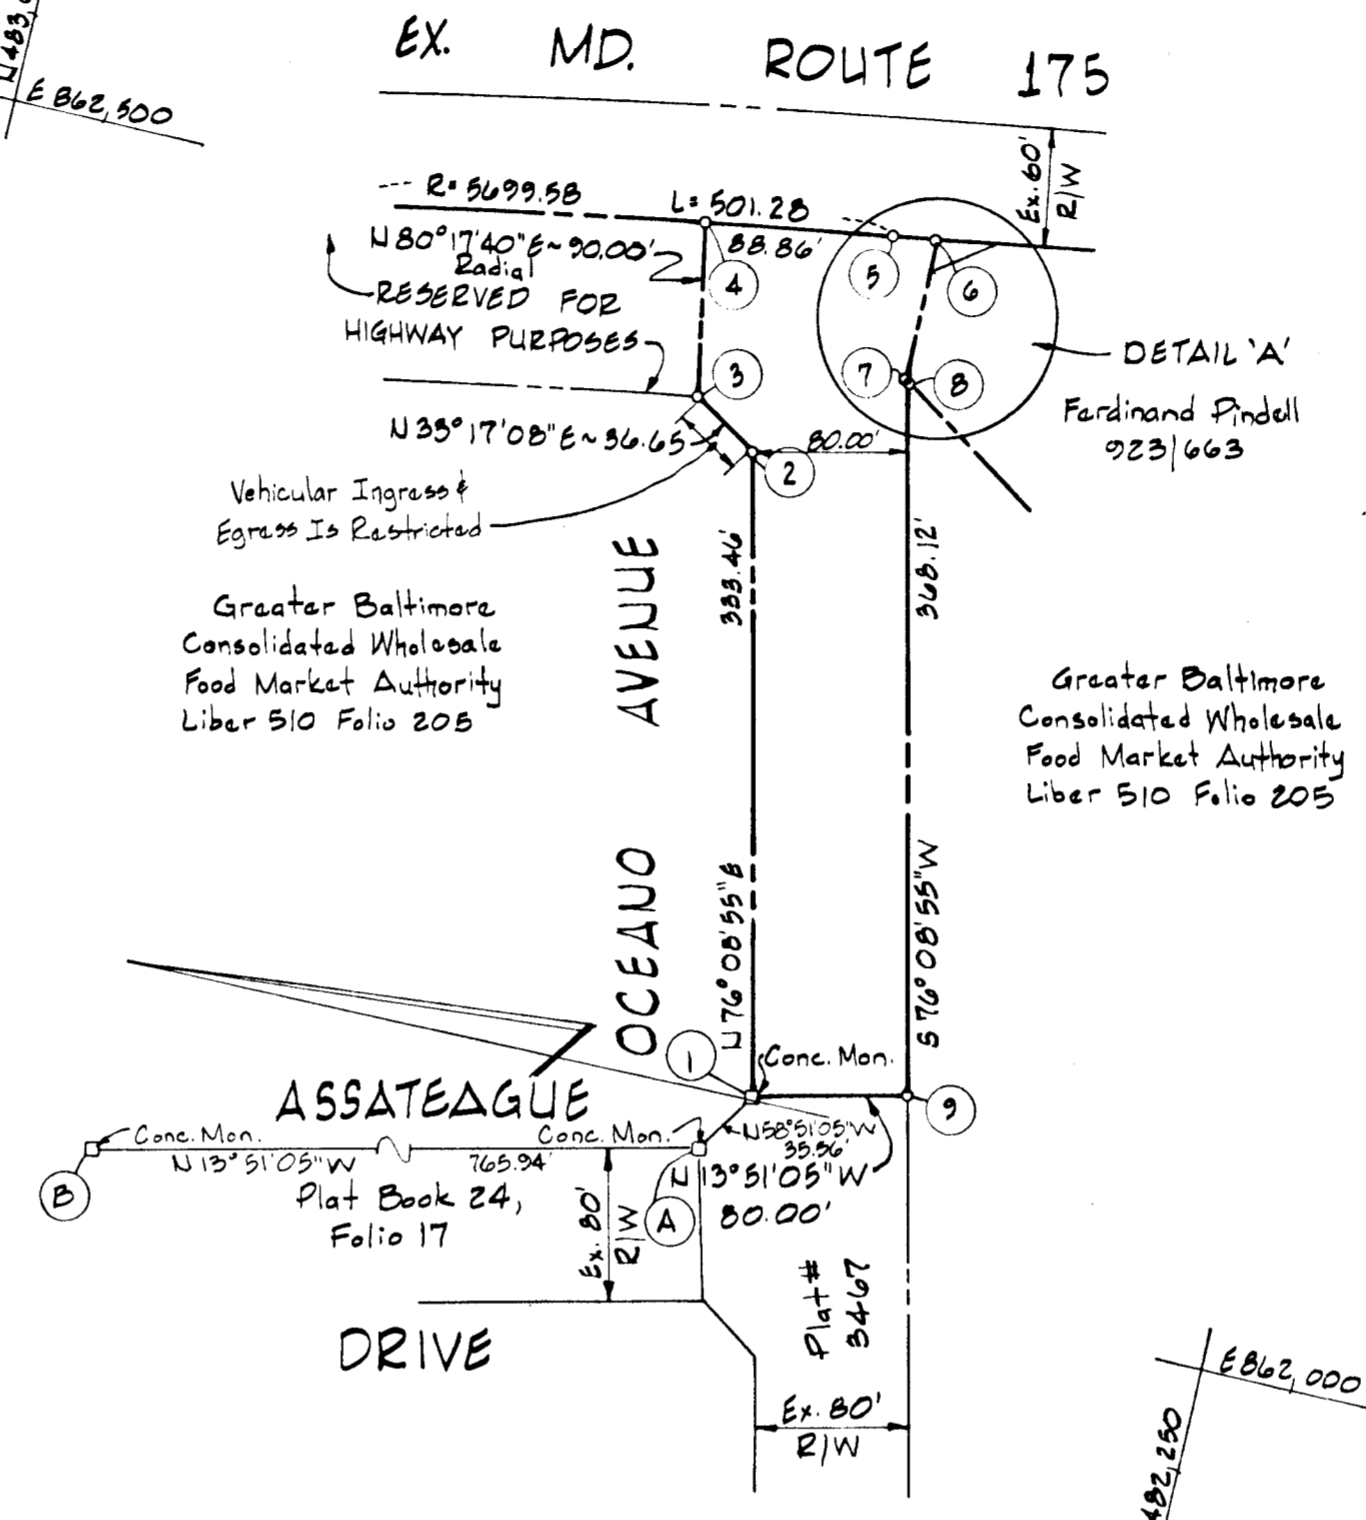 EX. MD. ROUTE 175
E 862,500
Ex. 60'
R/W
R= 5699.58
L= 501.28
88.86'
N 80°17'40"E ~ 90.00'
Radial
RESERVED FOR
HIGHWAY PURPOSES
4
5
6
3
7
8
DETAIL 'A'
Ferdinand Pindell
923/663
N 33°17'08"E ~ 36.65
80.00'
2
Vehicular Ingress &
Egress Is Restricted
333.46'
368.12'
Greater Baltimore
Consolidated Wholesale
Food Market Authority
Liber 510 Folio 205
Greater Baltimore
Consolidated Wholesale
Food Market Authority
Liber 510 Folio 205
OCEANO AVENUE
N 76°08'55"E
S 76°08'55"W
1
Conc. Mon.
9
ASSATEAGUE
Conc. Mon.
Conc. Mon.
N58°51'05"W
35.36'
N 13°51'05"W
765.94'
N 13°51'05"W
80.00'
B
A
Plat Book 24,
Folio 17
Ex. 80'
R/W
Plat #
3467
DRIVE
Ex. 80'
R/W
E 862,000
482,250